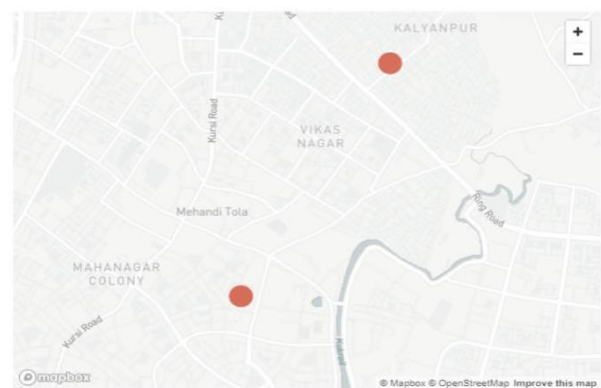 KALYANPUR
+
−
Kursi Road
VIKAS
NAGAR
Ring Road
Mehandi Tola
MAHANAGAR
COLONY
Kursi Road
Kukrail
mapbox
© Mapbox © OpenStreetMap Improve this map